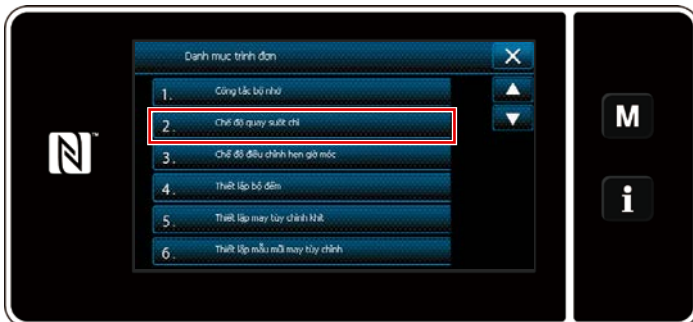 Danh mục trình đơn
1. Công tắc bộ nhớ
2. Chế độ quay suốt chỉ
3. Chế độ điều chỉnh hẹn giờ móc
4. Thiết lập bộ đếm
5. Thiết lập may tùy chỉnh khít
6. Thiết lập mẫu mũi may tùy chỉnh
M
i